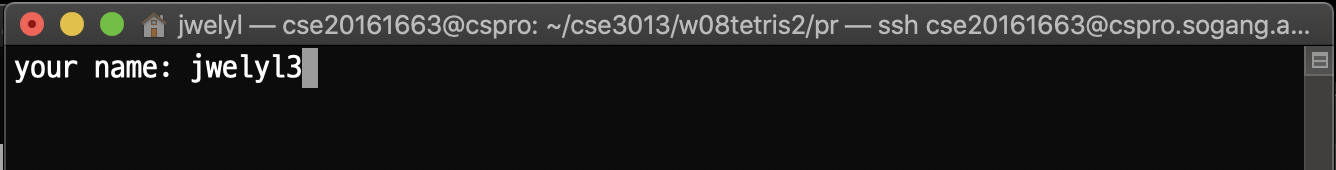 jwelyl — cse20161663@cspro: ~/cse3013/w08tetris2/pr — ssh cse20161663@cspro.sogang.a...
your name: jwelyl3